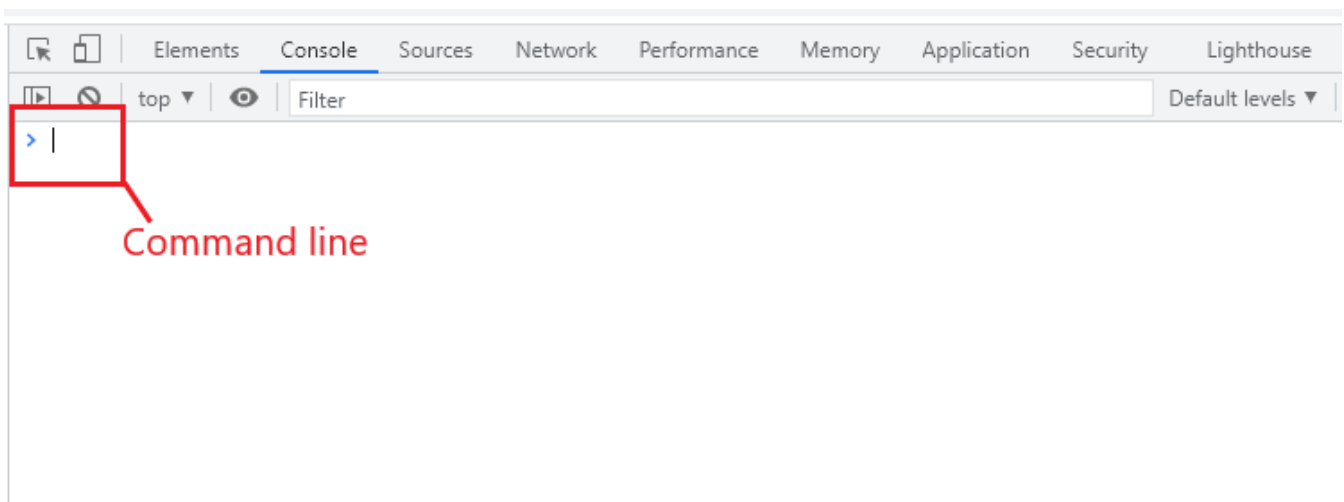 Elements Console Sources Network Performance Memory Application Security Lighthouse
top ▼ Filter Default levels ▼
>
Command line